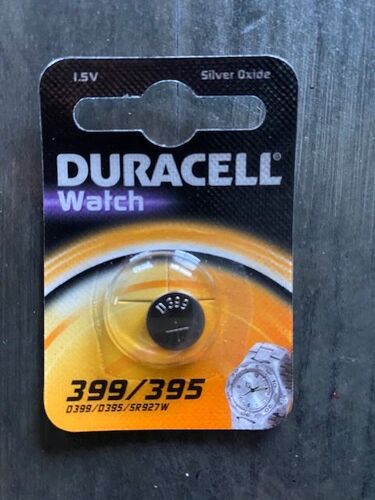 1.5V Silver Oxide
DURACELL®
Watch
D399
399/395
D399/D395/SR927W